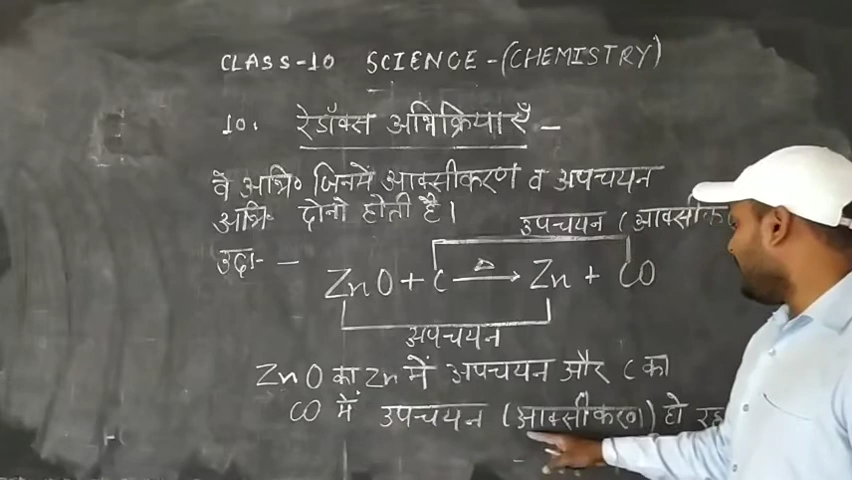 CLASS-10 SCIENCE-(CHEMISTRY)
10. रेडॉक्स अभिक्रियाएँ –
वे अभि० जिनमें आक्सीकरण व अपचयन
अभि॰ दोनो होती है।
उपचयन (आक्सीक
उदा॰ – ZnO + C —Δ→ Zn + CO
अपचयन
ZnO का Zn में अपचयन और C का
CO में उपचयन (आक्सीकरण) हो रह